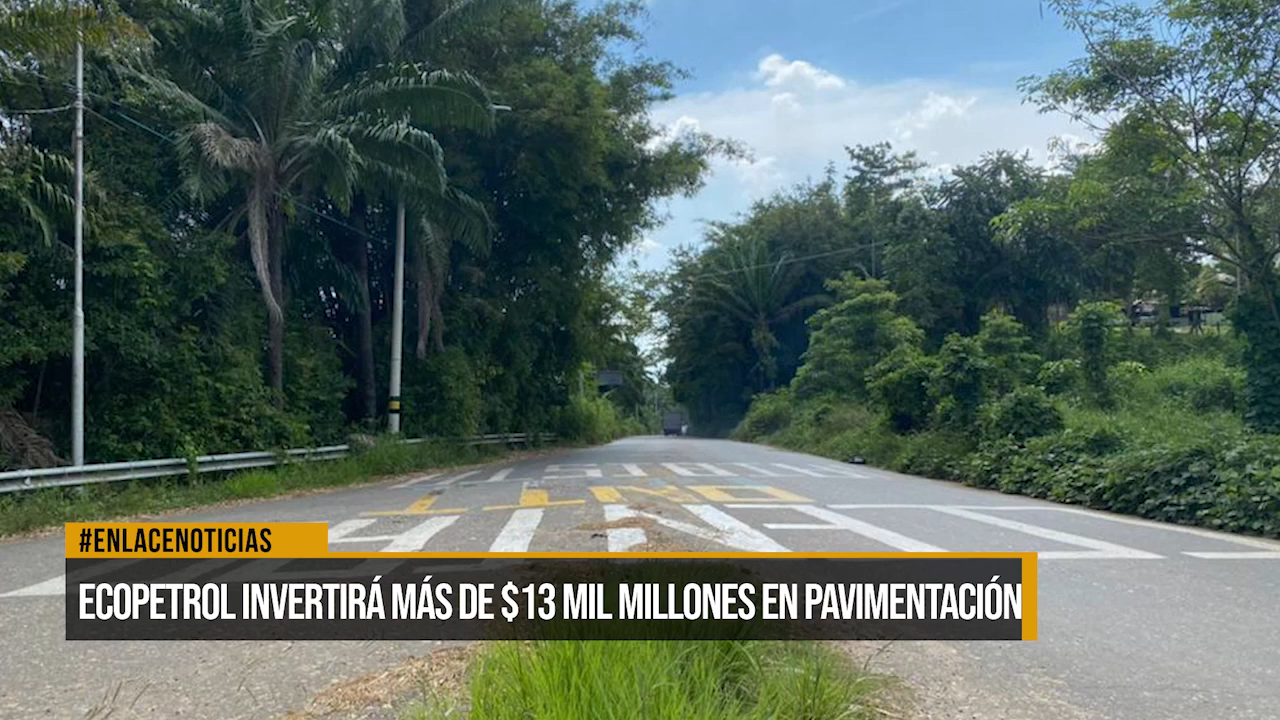 #ENLACENOTICIAS
ECOPETROL INVERTIRÁ MÁS DE $13 MIL MILLONES EN PAVIMENTACIÓN